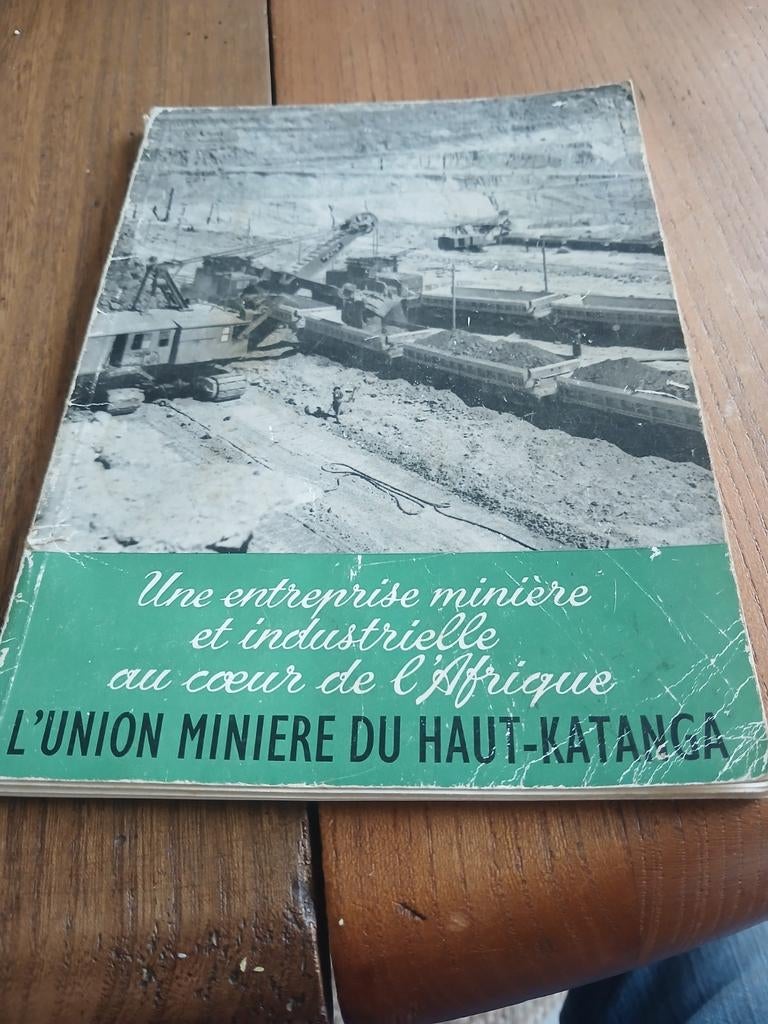 Une entreprise minière
et industrielle
au cœur de l'Afrique
L'UNION MINIERE DU HAUT-KATANGA